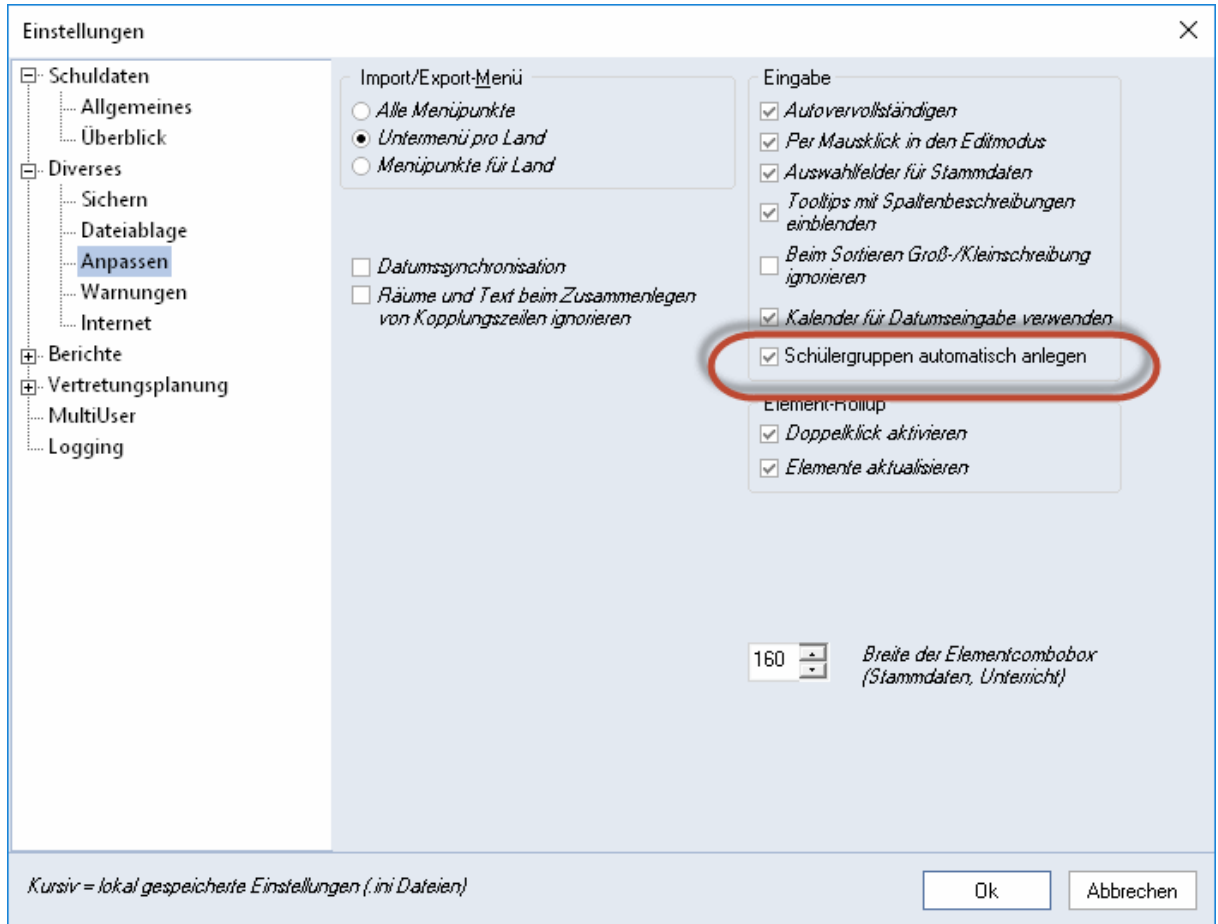 Einstellungen
Schuldaten
Allgemeines
Überblick
Diverses
Sichern
Dateiablage
Anpassen
Warnungen
Internet
Berichte
Vertretungsplanung
MultiUser
Logging
Import/Export-Menü
Alle Menüpunkte
Untermenü pro Land
Menüpunkte für Land
Datumssynchronisation
Räume und Text beim Zusammenlegen
von Kopplungszeilen ignorieren
Eingabe
Autovervollständigen
Per Mausklick in den Editmodus
Auswahlfelder für Stammdaten
Tooltips mit Spaltenbeschreibungen
einblenden
Beim Sortieren Groß-/Kleinschreibung
ignorieren
Kalender für Datumseingabe verwenden
Schülergruppen automatisch anlegen
Element-Rollup
Doppelklick aktivieren
Elemente aktualisieren
160
Breite der Elementcombobox
(Stammdaten, Unterricht)
Kursiv = lokal gespeicherte Einstellungen (.ini Dateien)
Ok
Abbrechen